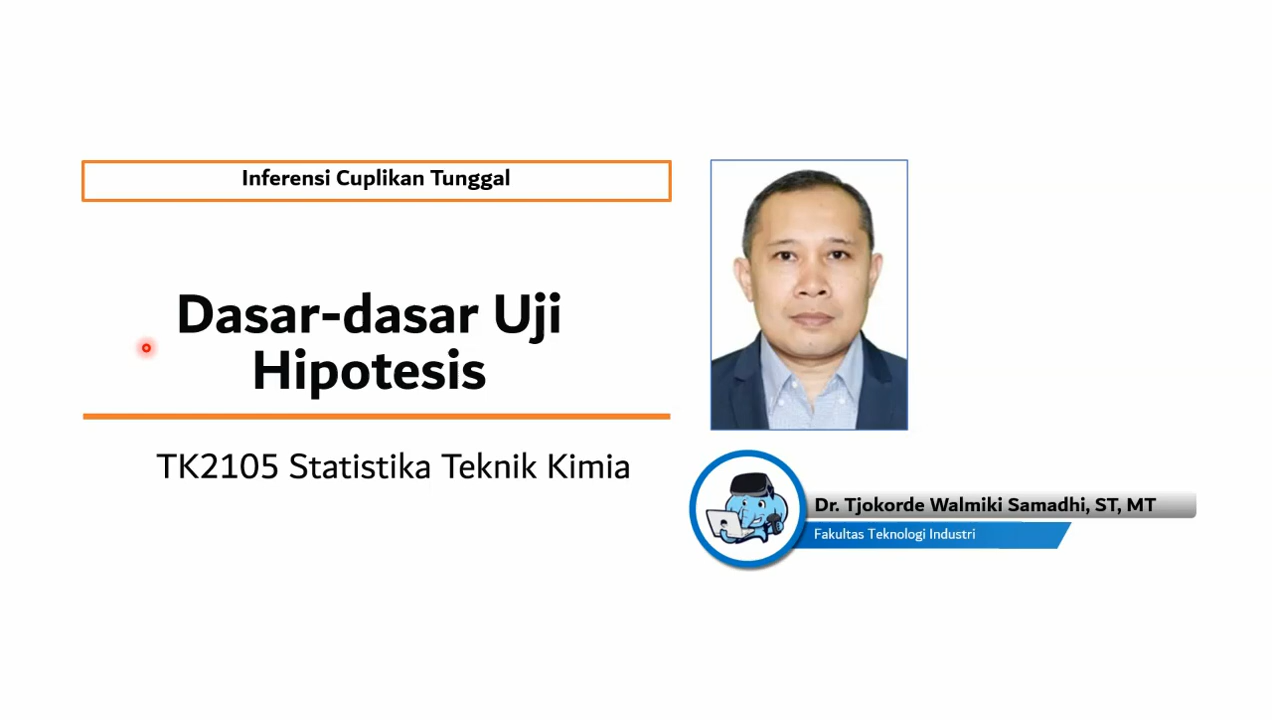 Inferensi Cuplikan Tunggal
Dasar-dasar Uji
Hipotesis
TK2105 Statistika Teknik Kimia
Dr. Tjokorde Walmiki Samadhi, ST, MT
Fakultas Teknologi Industri